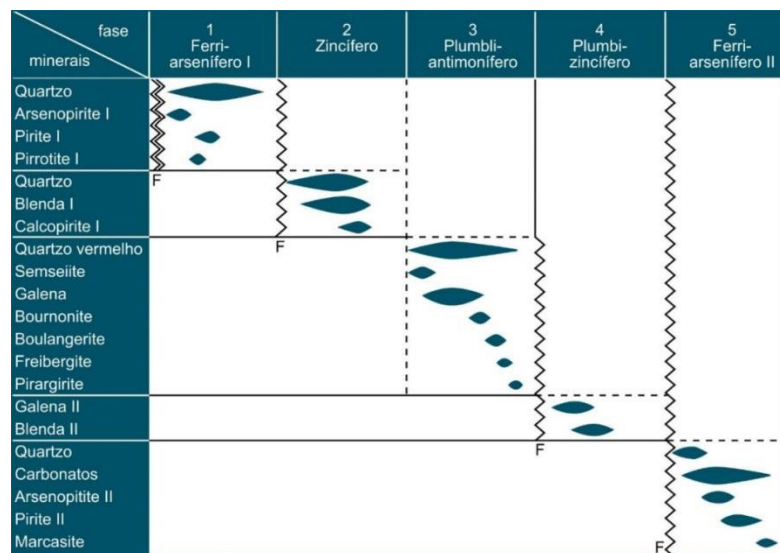 fase
minerais
1
Ferri-
arsenífero I
2
Zincífero
3
Plumbli-
antimonífero
4
Plumbi-
zincífero
5
Ferri-
arsenífero II
Quartzo
Arsenopirite I
Pirite I
Pirrotite I
F
Quartzo
Blenda I
Calcopirite I
F
Quartzo vermelho
Semseiite
Galena
Bournonite
Boulangerite
Freibergite
Pirargirite
Galena II
Blenda II
F
Quartzo
Carbonatos
Arsenopitite II
Pirite II
Marcasite
F